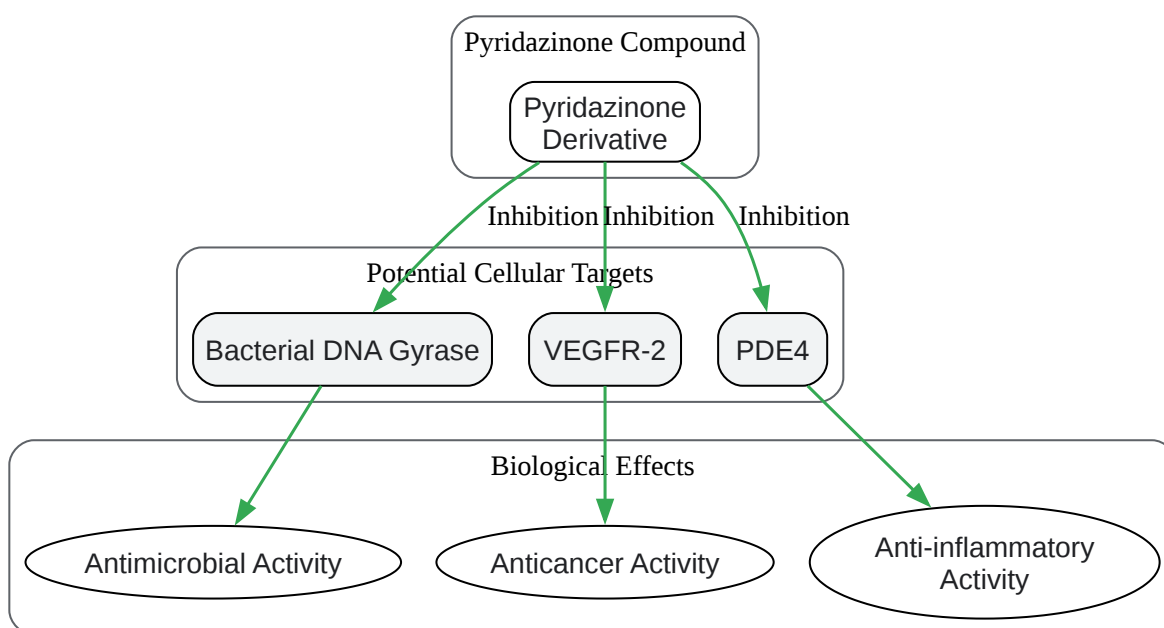 Pyridazinone Compound
Pyridazinone
Derivative
Inhibition Inhibition Inhibition
Potential Cellular Targets
Bacterial DNA Gyrase VEGFR-2 PDE4
Biological Effects
Antimicrobial Activity Anticancer Activity
Anti-inflammatory
Activity